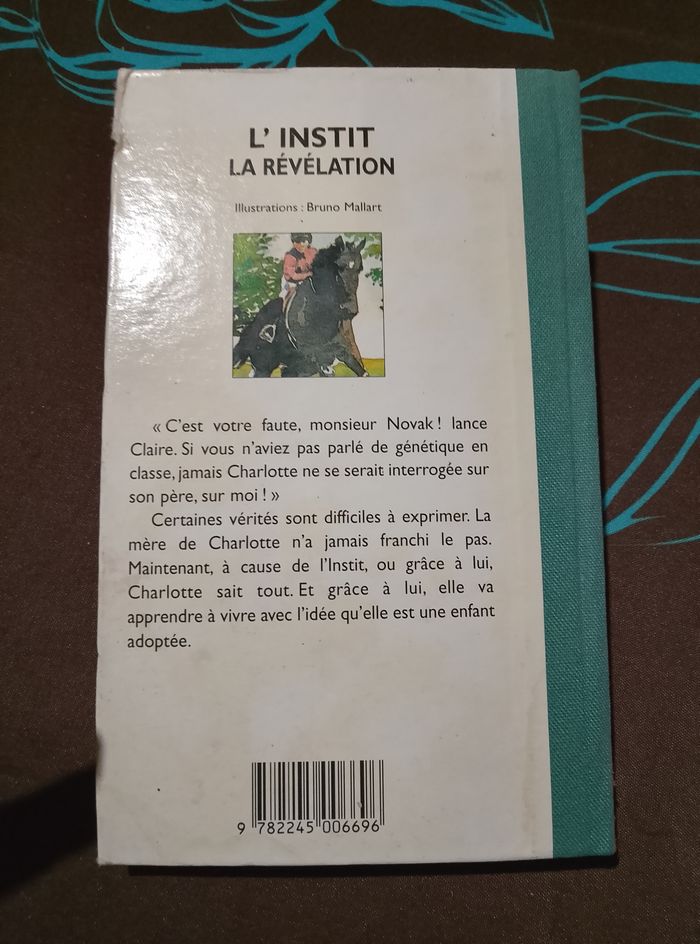 L' INSTIT
LA RÉVÉLATION
Illustrations : Bruno Mallart
« C'est votre faute, monsieur Novak ! lance
Claire. Si vous n'aviez pas parlé de génétique en
classe, jamais Charlotte ne se serait interrogée sur
son père, sur moi ! »
Certaines vérités sont difficiles à exprimer. La
mère de Charlotte n'a jamais franchi le pas.
Maintenant, à cause de l'Instit, ou grâce à lui,
Charlotte sait tout. Et grâce à lui, elle va
apprendre à vivre avec l'idée qu'elle est une enfant
adoptée.
9 782245 006696